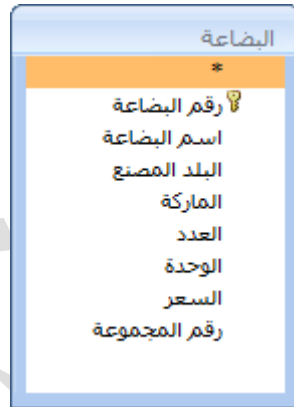 البضاعة
*
رقم البضاعة
اسم البضاعة
البلد المصنع
الماركة
العدد
الوحدة
السعر
رقم المجموعة